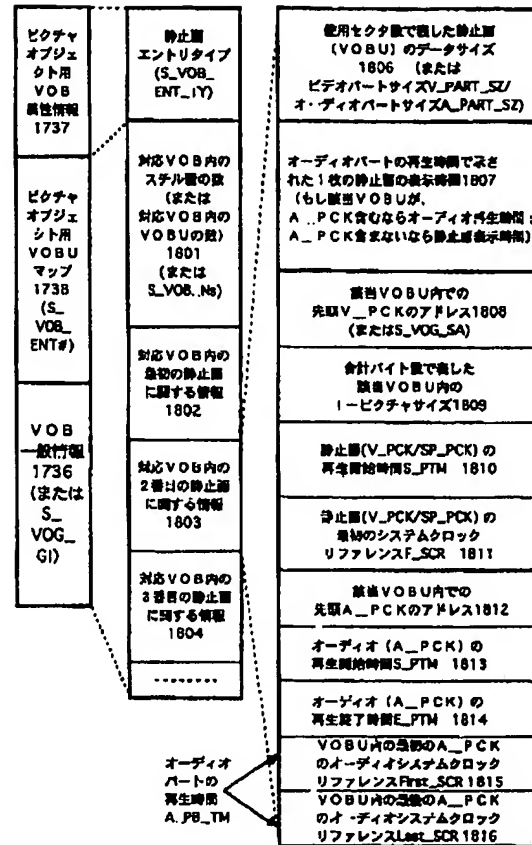 ピクチャ
オブジェ
クト用
VOB
属性情報
1737
ピクチャ
オブジェ
クト用
VOBU
マップ
1738
(S_
VOB_
ENT#)
VOB
一般情報
1736
(または
S_
VOG_
GI)
静止画
エントリタイプ
(S_VOB_
ENT_TY)
対応VOB内の
スチル画の数
(または
対応VOB内の
VOBUの数)
1801
(または
S_VOB_Ns)
対応VOB内の
最初の静止画
に関する情報
1802
対応VOB内の
2番目の静止画
に関する情報
1803
対応VOB内の
3番目の静止画
に関する情報
1804
………
オーディオ
パートの
再生時間
A_PB_TM
使用セクタ数で表した静止画
(VOBU)のデータサイズ
1806 (または
ビデオパートサイズV_PART_SZ/
オーディオパートサイズA_PART_SZ)
オーディオパートの再生時間で示さ
れた1枚の静止画の表示時間1807
(もし該当VOBUが、
A_PCK含むならオーディオ再生時間:
A_PCK含まないなら静止画表示時間)
該当VOBU内での
先頭V_PCKのアドレス1808
(またはS_VOG_SA)
合計バイト数で表した
該当VOBU内の
I-ピクチャサイズ1809
静止画(V_PCK/SP_PCK)の
再生開始時間S_PTM 1810
静止画(V_PCK/SP_PCK)の
最初のシステムクロック
リファレンスF_SCR 1811
該当VOBU内での
先頭A_PCKのアドレス1812
オーディオ(A_PCK)の
再生開始時間S_PTM 1813
オーディオ(A_PCK)の
再生終了時間E_PTM 1814
VOBU内の最初のA_PCK
のオーディオシステムクロック
リファレンスFirst_SCR 1815
VOBU内の最後のA_PCK
のオーディオシステムクロック
リファレンスLast_SCR 1816